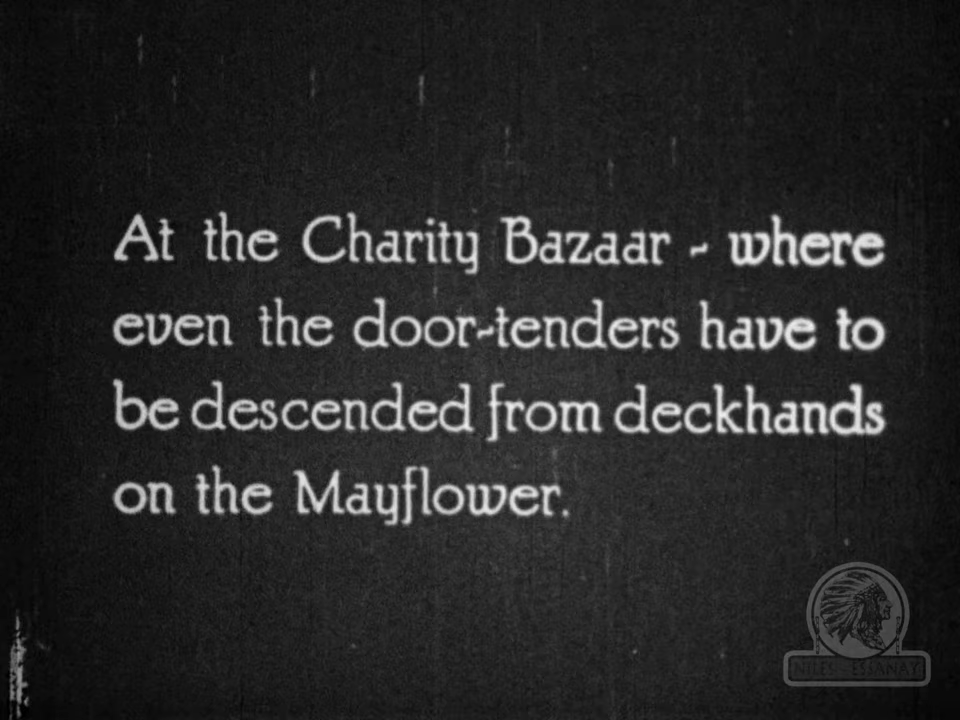 At the Charity Bazaar - where
even the door-tenders have to
be descended from deckhands
on the Mayflower.
NILES ESSANAY